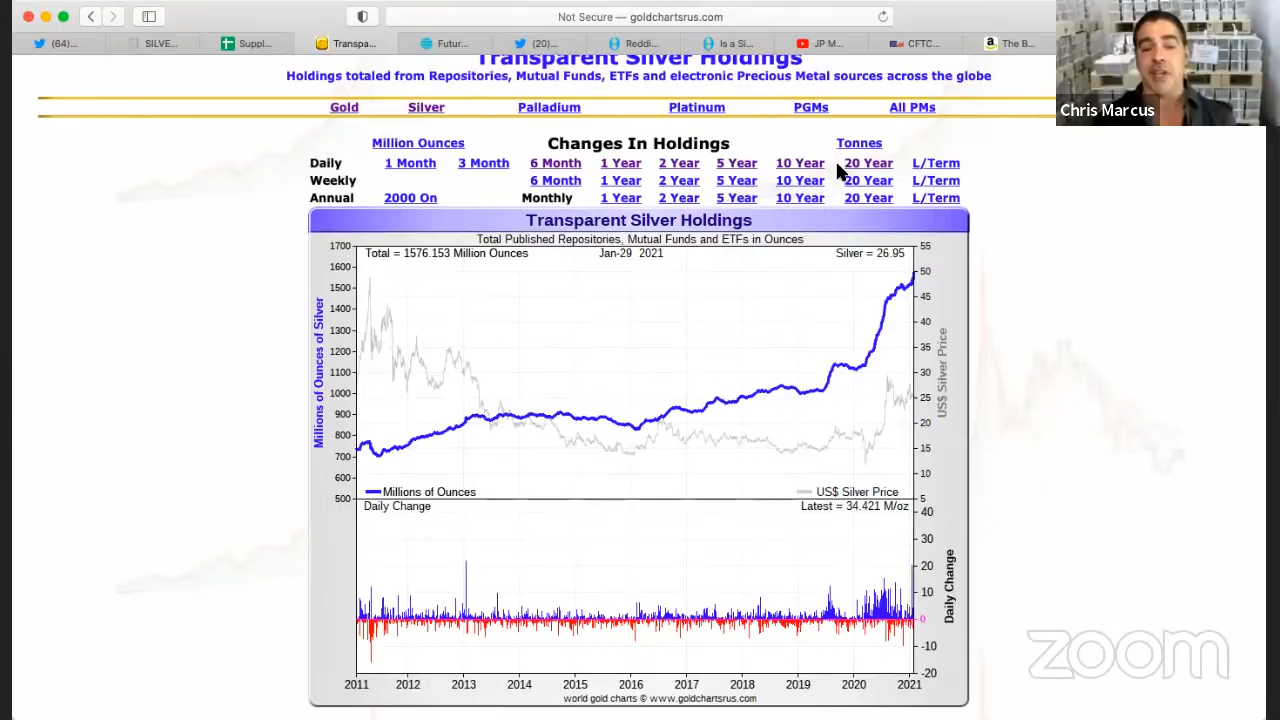 Not Secure — goldchartsrus.com
(64)...
SILVE...
Suppl...
Transpa...
Futur...
(20)...
Reddi...
Is a Si...
JP M...
CFTC...
The B...
Chris Marcus
Transparent Silver Holdings
Holdings totaled from Repositories, Mutual Funds, ETFs and electronic Precious Metal sources across the globe
Gold Silver Palladium Platinum PGMs All PMs
Million Ounces Changes In Holdings Tonnes
Daily 1 Month 3 Month 6 Month 1 Year 2 Year 5 Year 10 Year 20 Year L/Term
Weekly 6 Month 1 Year 2 Year 5 Year 10 Year 20 Year L/Term
Annual 2000 On Monthly 1 Year 2 Year 5 Year 10 Year 20 Year L/Term
Transparent Silver Holdings
Total Published Repositories, Mutual Funds and ETFs in Ounces
Total = 1576.153 Million Ounces Jan-29 2021 Silver = 26.95
1700 55
1600 50
1500 45
1400 40
1300 35
1200 30
1100 25
1000 20
900 15
800 10
700 5
600
500
Millions of Ounces of Silver
US$ Silver Price
Millions of Ounces US$ Silver Price
Daily Change Latest = 34.421 M/oz
40
30
20
10
0
-10
-20
Daily Change
2011 2012 2013 2014 2015 2016 2017 2018 2019 2020 2021
world gold charts © www.goldchartsrus.com
zoom